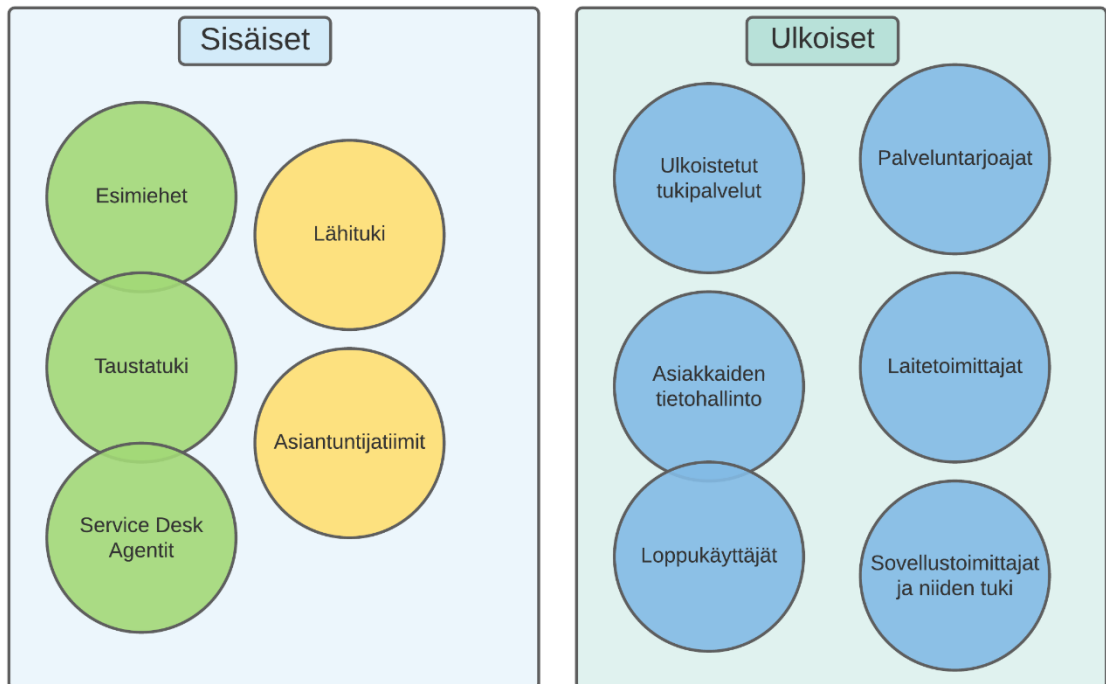 Sisäiset
Esimiehet
Lähituki
Taustatuki
Asiantuntijatiimit
Service Desk
Agentit
Ulkoiset
Ulkoistetut
tukipalvelut
Palveluntarjoajat
Asiakkaiden
tietohallinto
Laitetoimittajat
Loppukäyttäjät
Sovellustoimittajat
ja niiden tuki